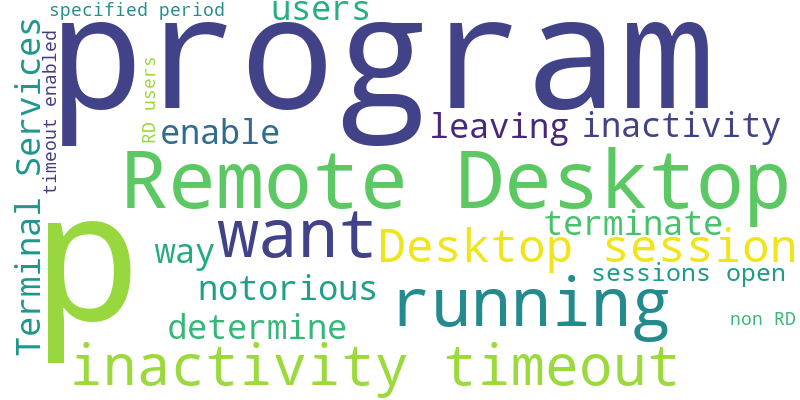 specified period
users
program
Terminal Services
timeout enabled
RD users
enable
leaving
inactivity
Remote Desktop
p
want
terminate
way
Desktop session
notorious
sessions open
running
determine
non RD
inactivity timeout